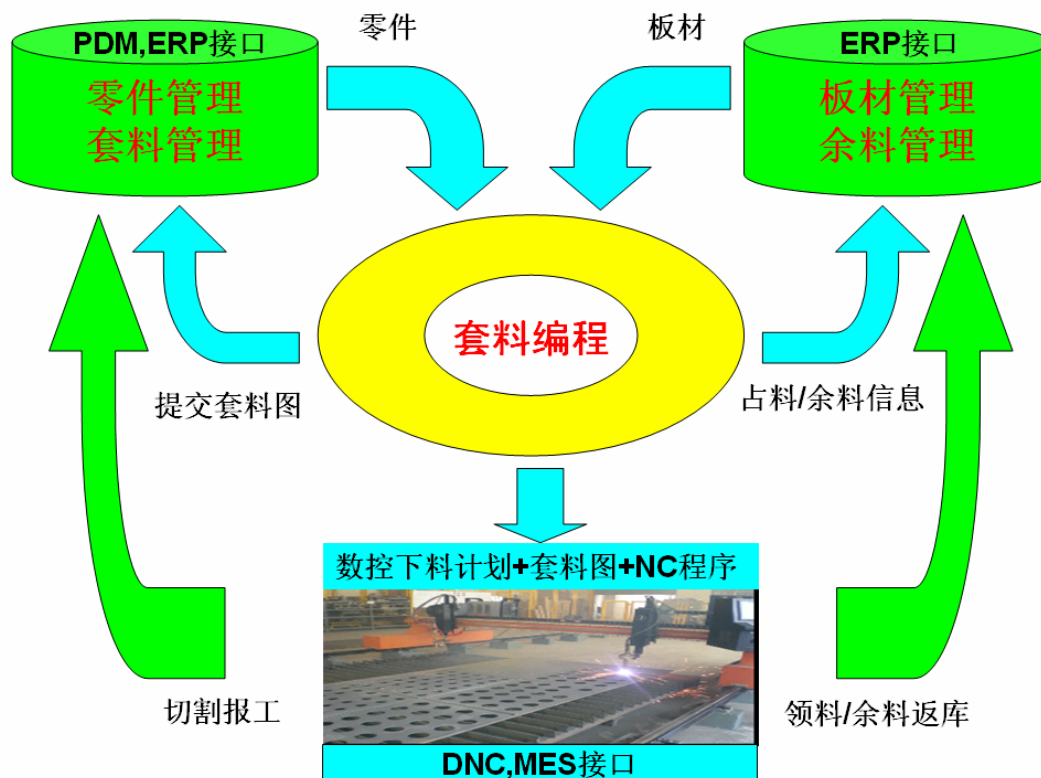 零件
板材
PDM,ERP接口
零件管理
套料管理
ERP接口
板材管理
余料管理
套料编程
提交套料图
占料/余料信息
数控下料计划+套料图+NC程序
切割报工
领料/余料返库
DNC,MES接口